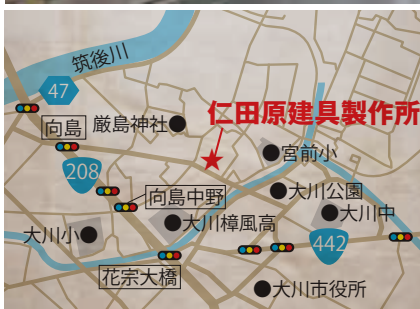 筑後川
47
向島
厳島神社
仁田原建具製作所
宮前小
208
向島中野
大川公園
大川中
大川樟風高
大川小
442
花宗大橋
大川市役所